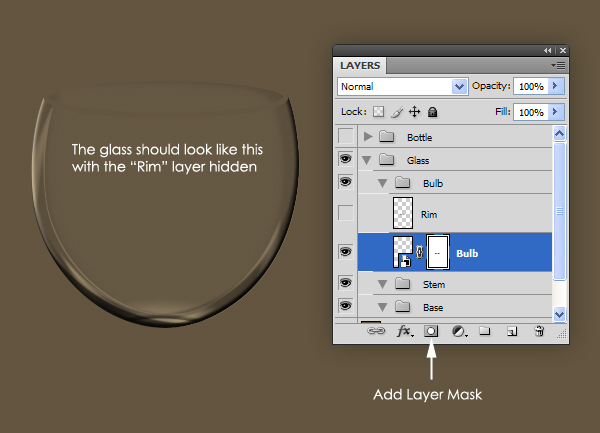 The glass should look like this
with the “Rim” layer hidden
LAYERS
Normal Opacity: 100%
Lock: Fill: 100%
Bottle
Glass
Bulb
Rim
Bulb
Stem
Base
fx
Add Layer Mask